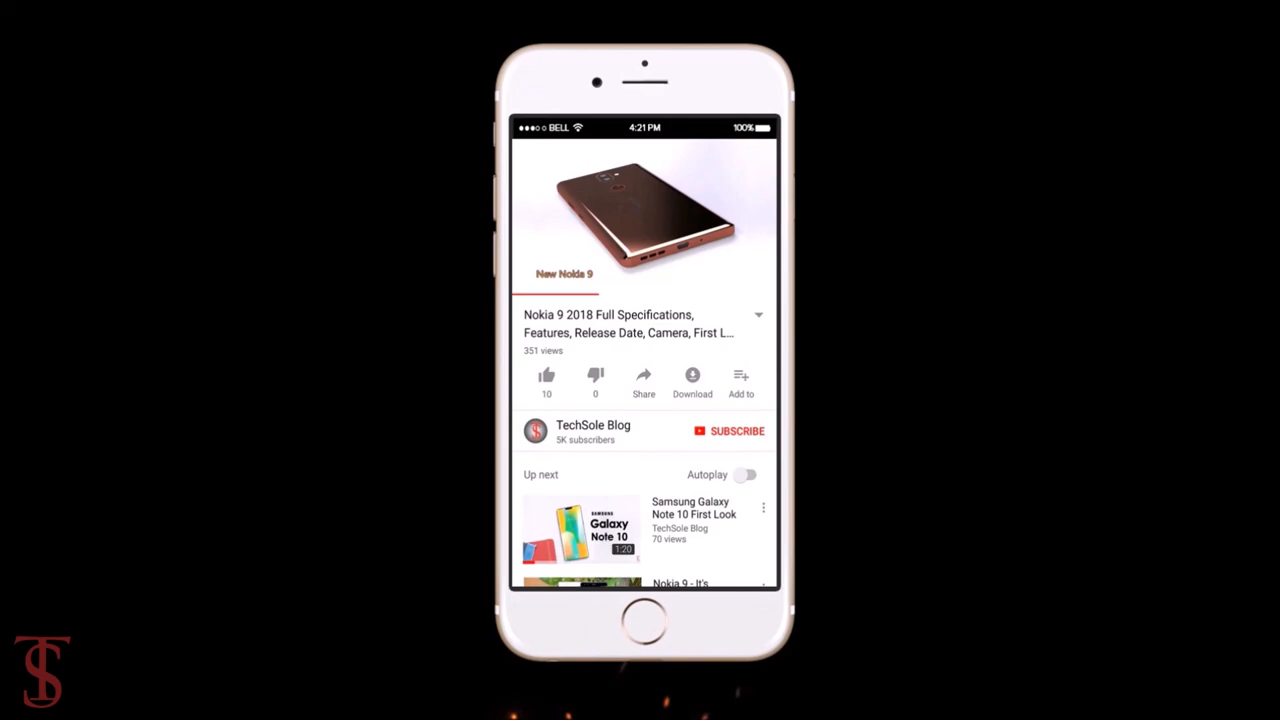 BELL
4:21 PM
100%
New Nokia 9
Nokia 9 2018 Full Specifications,
Features, Release Date, Camera, First L...
351 views
10
0
Share
Download
Add to
TechSole Blog
5K subscribers
SUBSCRIBE
Up next
Autoplay
SAMSUNG
Galaxy
Note 10
1:20
Samsung Galaxy
Note 10 First Look
TechSole Blog
70 views
Nokia 9 - It's
TS